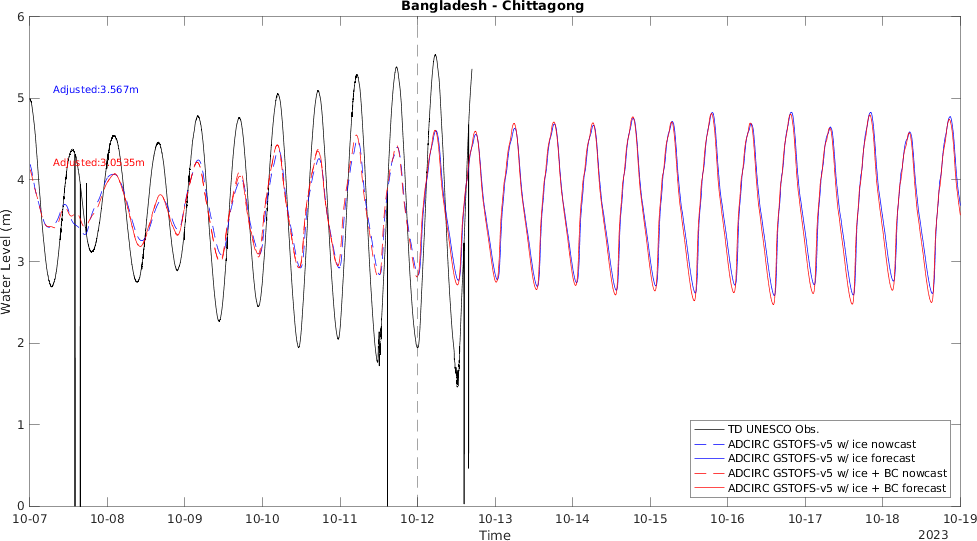 Bangladesh - Chittagong
6
5
4
3
2
1
0
Water Level (m)
Adjusted:3.567m
Adjusted:3.0535m
TD UNESCO Obs.
ADCIRC GSTOFS-v5 w/ ice nowcast
ADCIRC GSTOFS-v5 w/ ice forecast
ADCIRC GSTOFS-v5 w/ ice + BC nowcast
ADCIRC GSTOFS-v5 w/ ice + BC forecast
10-07 10-08 10-09 10-10 10-11 10-12 10-13 10-14 10-15 10-16 10-17 10-18 10-19
Time
2023